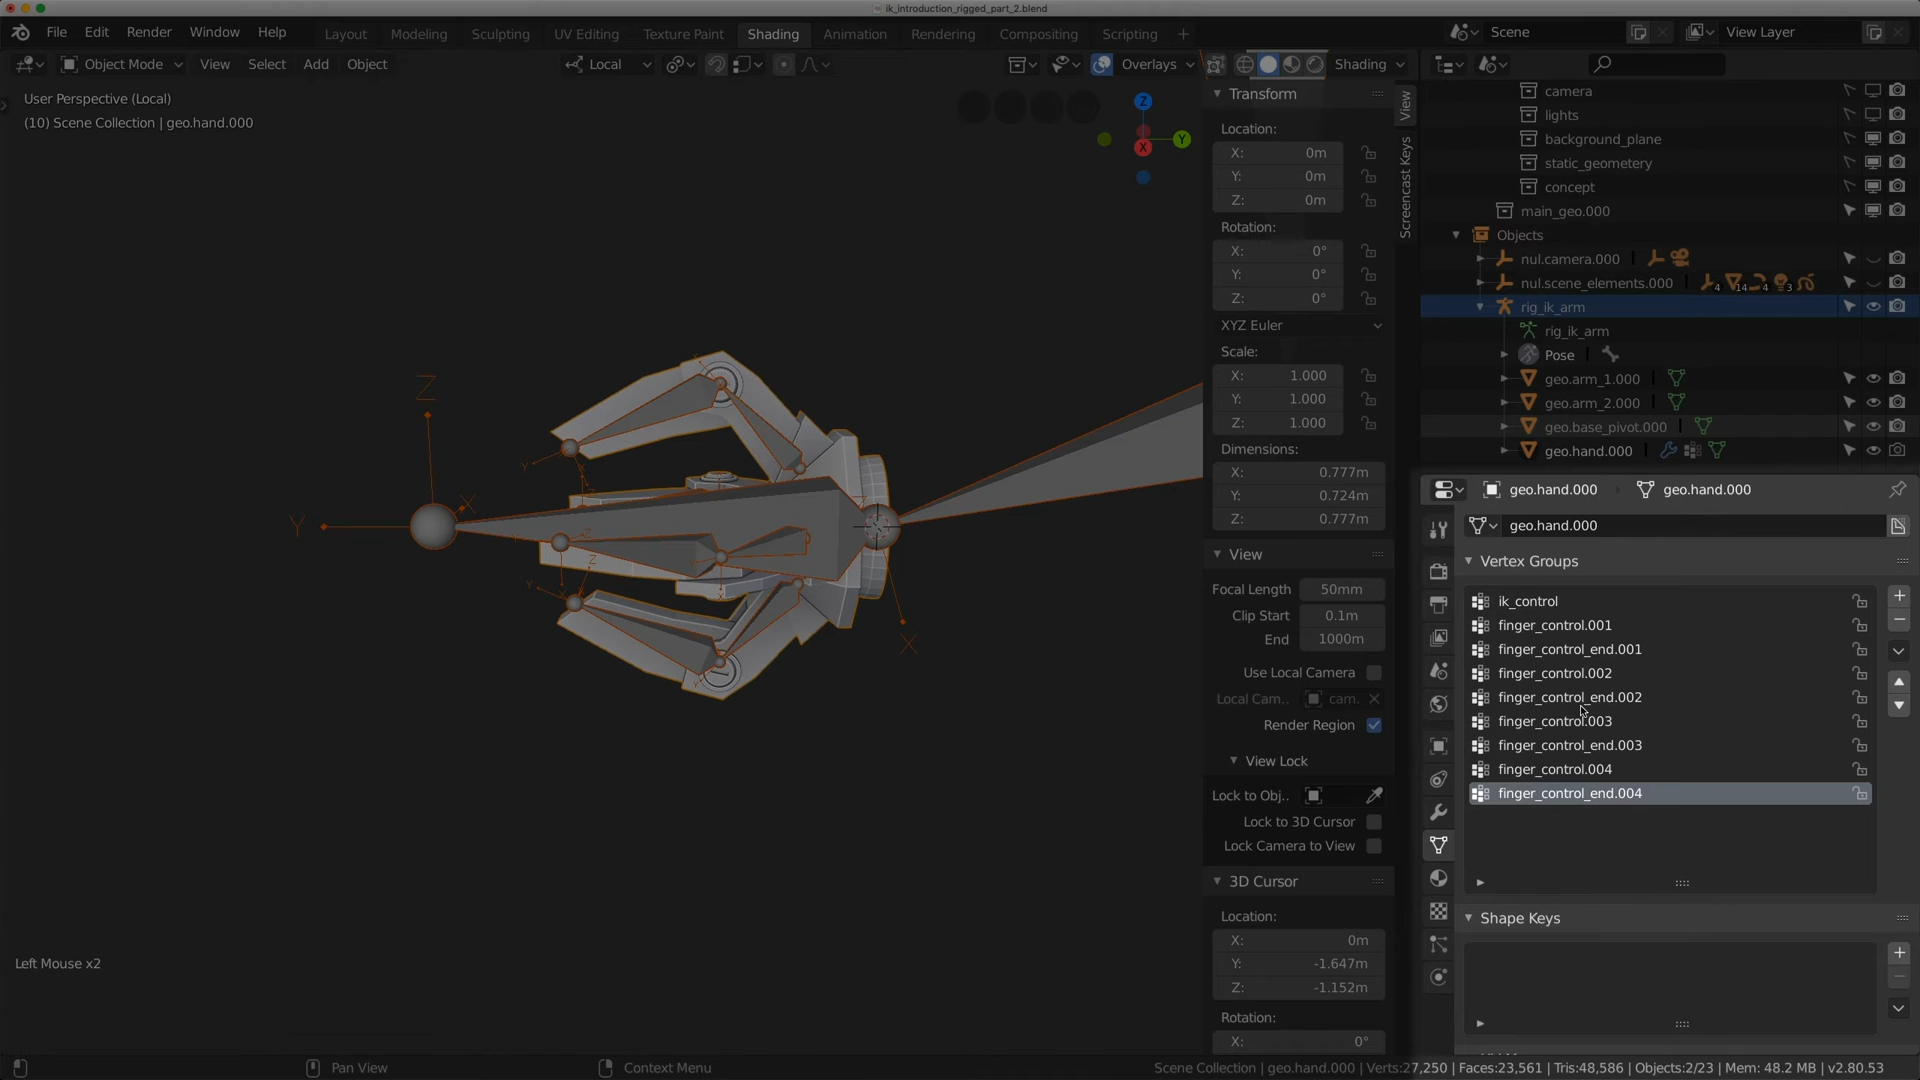 ik_introduction_rigged_part_2.blend
File Edit Render Window Help
Layout Modeling Sculpting UV Editing Texture Paint Shading Animation Rendering Compositing Scripting
Scene
View Layer
Object Mode View Select Add Object
Local
Overlays
Shading
User Perspective (Local)
(10) Scene Collection | geo.hand.000
Z
Y
X
Z
X
Y
X
Left Mouse x2
Transform
Location:
X: 0m
Y: 0m
Z: 0m
Rotation:
X: 0°
Y: 0°
Z: 0°
XYZ Euler
Scale:
X: 1.000
Y: 1.000
Z: 1.000
Dimensions:
X: 0.777m
Y: 0.724m
Z: 0.777m
View
Focal Length 50mm
Clip Start 0.1m
End 1000m
Use Local Camera
Local Cam.. cam.
Render Region
View Lock
Lock to Obj..
Lock to 3D Cursor
Lock Camera to View
3D Cursor
Location:
X: 0m
Y: -1.647m
Z: -1.152m
Rotation:
X: 0°
View
Screencast Keys
camera
lights
background_plane
static_geometery
concept
main_geo.000
Objects
nul.camera.000
nul.scene_elements.000 4 14 4 3
rig_ik_arm
rig_ik_arm
Pose
geo.arm_1.000
geo.arm_2.000
geo.base_pivot.000
geo.hand.000
geo.hand.000 geo.hand.000
geo.hand.000
Vertex Groups
ik_control
finger_control.001
finger_control_end.001
finger_control.002
finger_control_end.002
finger_control.003
finger_control_end.003
finger_control.004
finger_control_end.004
Shape Keys
Pan View
Context Menu
Scene Collection | geo.hand.000 | Verts:27,250 | Faces:23,561 | Tris:48,586 | Objects:2/23 | Mem: 48.2 MB | v2.80.53